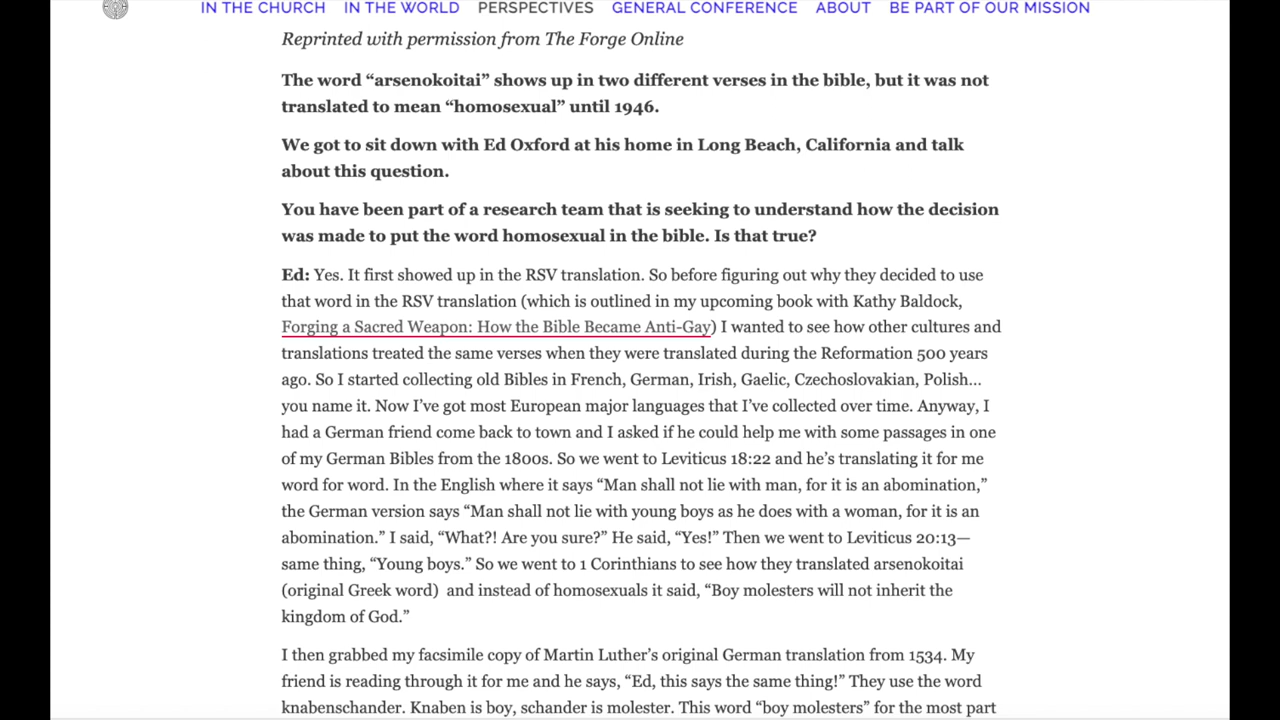 IN THE CHURCH IN THE WORLD PERSPECTIVES GENERAL CONFERENCE ABOUT BE PART OF OUR MISSION
Reprinted with permission from The Forge Online
The word “arsenokoitai” shows up in two different verses in the bible, but it was not
translated to mean “homosexual” until 1946.
We got to sit down with Ed Oxford at his home in Long Beach, California and talk
about this question.
You have been part of a research team that is seeking to understand how the decision
was made to put the word homosexual in the bible. Is that true?
Ed: Yes. It first showed up in the RSV translation. So before figuring out why they decided to use
that word in the RSV translation (which is outlined in my upcoming book with Kathy Baldock,
Forging a Sacred Weapon: How the Bible Became Anti-Gay) I wanted to see how other cultures and
translations treated the same verses when they were translated during the Reformation 500 years
ago. So I started collecting old Bibles in French, German, Irish, Gaelic, Czechoslovakian, Polish…
you name it. Now I’ve got most European major languages that I’ve collected over time. Anyway, I
had a German friend come back to town and I asked if he could help me with some passages in one
of my German Bibles from the 1800s. So we went to Leviticus 18:22 and he’s translating it for me
word for word. In the English where it says “Man shall not lie with man, for it is an abomination,”
the German version says “Man shall not lie with young boys as he does with a woman, for it is an
abomination.” I said, “What?! Are you sure?” He said, “Yes!” Then we went to Leviticus 20:13—
same thing, “Young boys.” So we went to 1 Corinthians to see how they translated arsenokoitai
(original Greek word)  and instead of homosexuals it said, “Boy molesters will not inherit the
kingdom of God.”
I then grabbed my facsimile copy of Martin Luther’s original German translation from 1534. My
friend is reading through it for me and he says, “Ed, this says the same thing!” They use the word
knabenschander. Knaben is boy, schander is molester. This word “boy molesters” for the most part